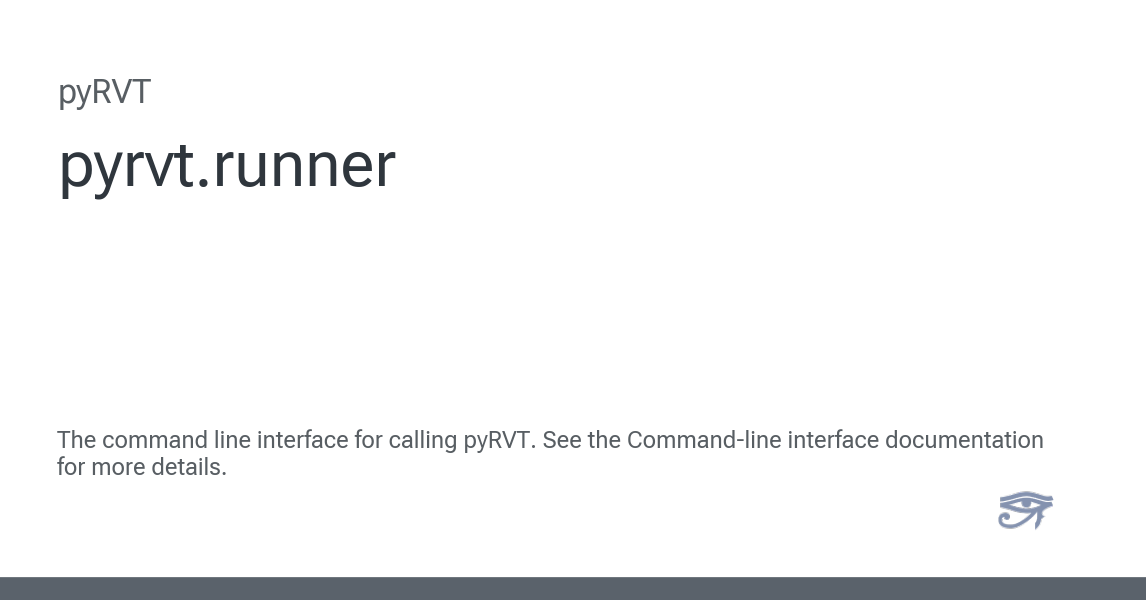 pyRVT
pyrvt.runner
The command line interface for calling pyRVT. See the Command-line interface documentation
for more details.